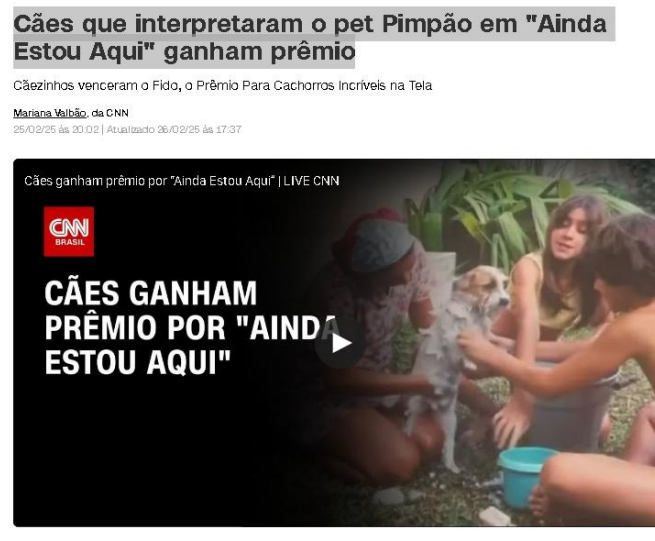 Cães que interpretaram o pet Pimpão em "Ainda
Estou Aqui" ganham prêmio
Cãezinhos venceram o Fido, o Prêmio Para Cachorros Incríveis na Tela
Mariana Valbão, da CNN
25/02/25 às 20:02 | Atualizado 26/02/25 às 17:37
Cães ganham prêmio por "Ainda Estou Aqui" | LIVE CNN
CNN
BRASIL
CÃES GANHAM
PRÊMIO POR "AINDA
ESTOU AQUI"